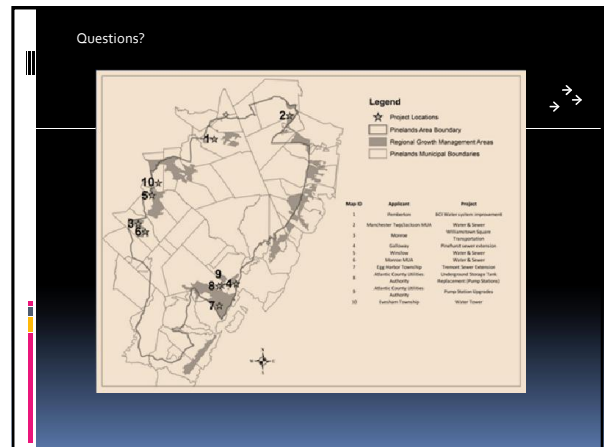 Questions?
Legend
Project Locations
Pinelands Area Boundary
Regional Growth Management Areas
Pinelands Municipal Boundaries
2
1
10
5
3
6
9
8 4
7
Map ID Applicant Project
1 Pemberton Water system improvement
2 Manchester Twp/Jackson MUA Water & Sewer
3 Monroe Williamstown Square Transportation
4 Galloway Pinehurst sewer extension
5 Winslow Water & Sewer
6 Monroe MUA Water & Sewer
7 Egg Harbor Township Tremont Sewer Extension
8 Atlantic County Utilities Authority Underground Storage Tank Replacement (Pump Stations)
9 Atlantic County Utilities Authority Pump Station Upgrades
10 Evesham Township Water Tower